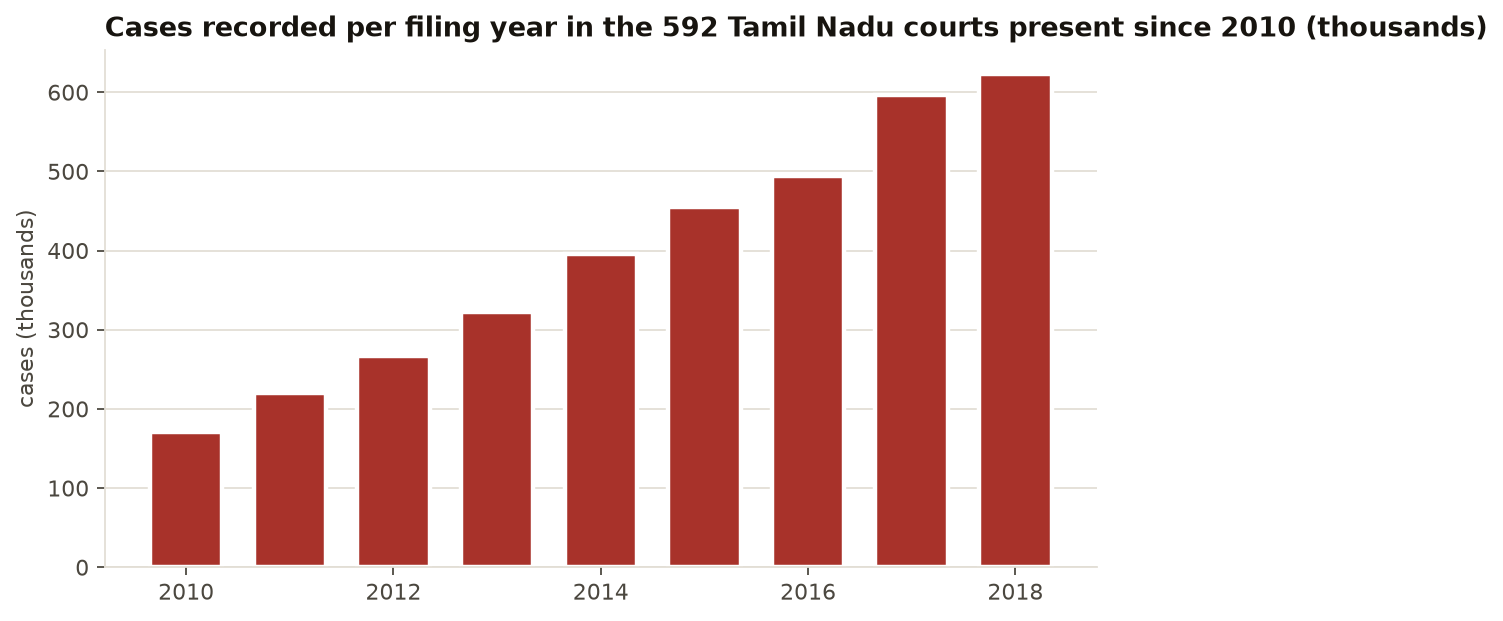 Cases recorded per filing year in the 592 Tamil Nadu courts present since 2010 (thousands)
cases (thousands)
600
500
400
300
200
100
0
2010 2012 2014 2016 2018